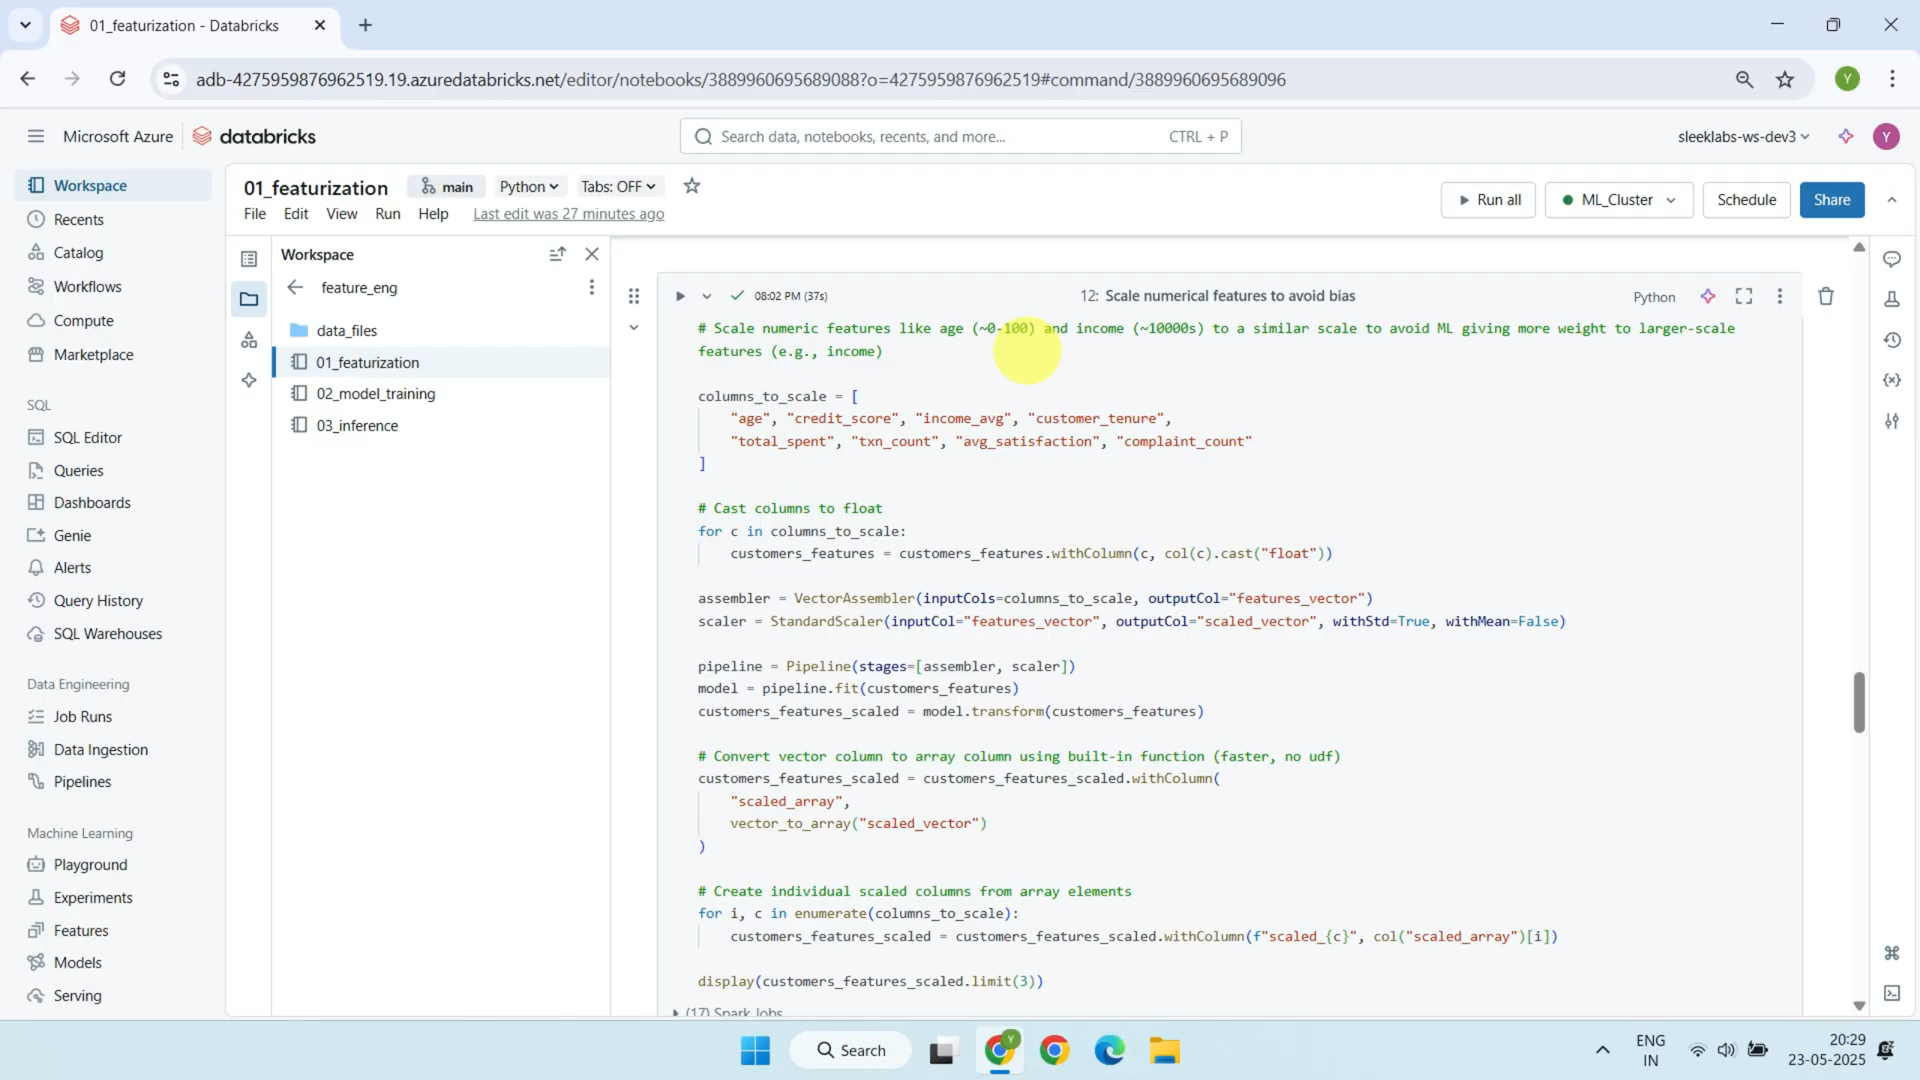 01_featurization - Databricks
adb-4275959876962519.19.azuredatabricks.net/editor/notebooks/3889960695689088?o=4275959876962519#command/3889960695689096
Y
Microsoft Azure
databricks
Search data, notebooks, recents, and more...
CTRL + P
sleeklabs-ws-dev3
Y
Workspace
Recents
Catalog
Workflows
Compute
Marketplace
SQL
SQL Editor
Queries
Dashboards
Genie
Alerts
Query History
SQL Warehouses
Data Engineering
Job Runs
Data Ingestion
Pipelines
Machine Learning
Playground
Experiments
Features
Models
Serving
01_featurization
main
Python
Tabs: OFF
File Edit View Run Help Last edit was 27 minutes ago
Run all
ML_Cluster
Schedule
Share
Workspace
feature_eng
data_files
01_featurization
02_model_training
03_inference
08:02 PM (37s)
12: Scale numerical features to avoid bias
Python
# Scale numeric features like age (~0-100) and income (~10000s) to a similar scale to avoid ML giving more weight to larger-scale
features (e.g., income)
columns_to_scale = [
"age", "credit_score", "income_avg", "customer_tenure",
"total_spent", "txn_count", "avg_satisfaction", "complaint_count"
]
# Cast columns to float
for c in columns_to_scale:
customers_features = customers_features.withColumn(c, col(c).cast("float"))
assembler = VectorAssembler(inputCols=columns_to_scale, outputCol="features_vector")
scaler = StandardScaler(inputCol="features_vector", outputCol="scaled_vector", withStd=True, withMean=False)
pipeline = Pipeline(stages=[assembler, scaler])
model = pipeline.fit(customers_features)
customers_features_scaled = model.transform(customers_features)
# Convert vector column to array column using built-in function (faster, no udf)
customers_features_scaled = customers_features_scaled.withColumn(
"scaled_array",
vector_to_array("scaled_vector")
)
# Create individual scaled columns from array elements
for i, c in enumerate(columns_to_scale):
customers_features_scaled = customers_features_scaled.withColumn(f"scaled_{c}", col("scaled_array")[i])
display(customers_features_scaled.limit(3))
(17) Spark Jobs
Search
Y
ENG
IN
20:29
23-05-2025